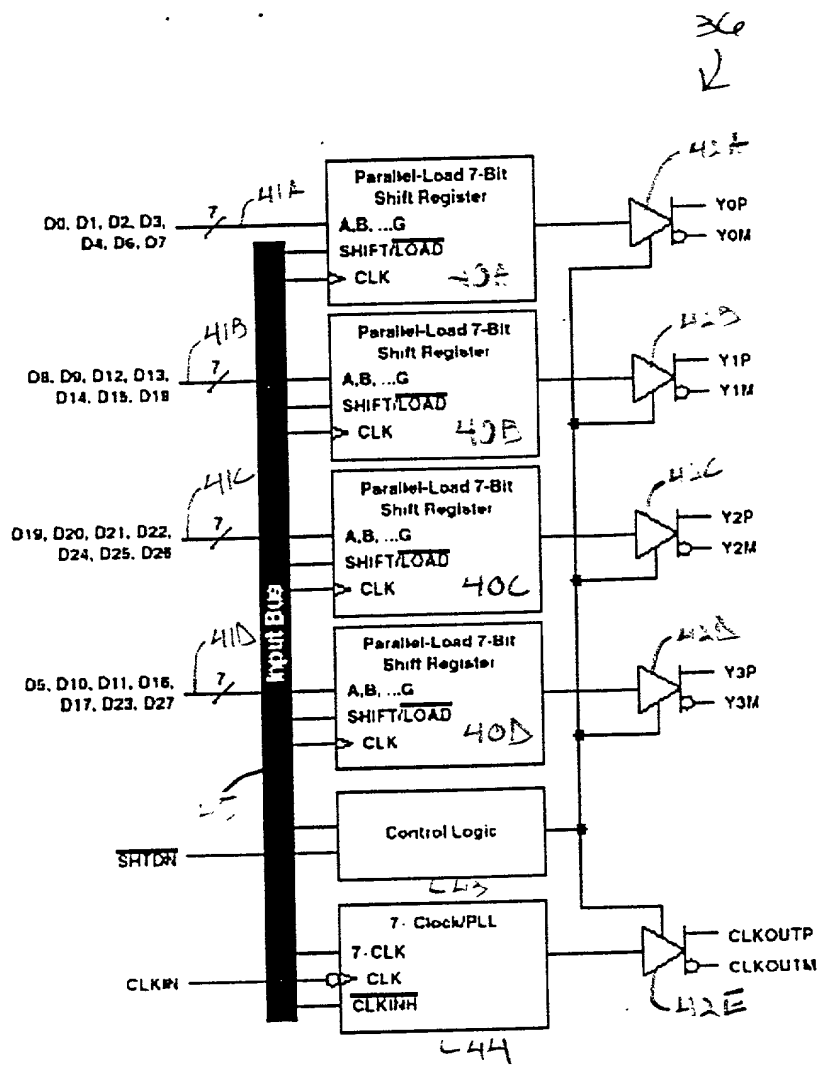 36
42A
Parallel-Load 7-Bit
Shift Register
41A
7
D0, D1, D2, D3,
D4, D6, D7
A,B, ...G
SHIFT/LOAD
CLK
40A
Y0P
Y0M
42B
Parallel-Load 7-Bit
Shift Register
41B
7
D8, D9, D12, D13,
D14, D15, D18
A,B, ...G
SHIFT/LOAD
CLK
40B
Y1P
Y1M
42C
Parallel-Load 7-Bit
Shift Register
41C
7
D19, D20, D21, D22,
D24, D25, D26
A,B, ...G
SHIFT/LOAD
CLK
40C
Y2P
Y2M
Input Bus
42D
Parallel-Load 7-Bit
Shift Register
41D
7
D5, D10, D11, D16,
D17, D23, D27
A,B, ...G
SHIFT/LOAD
CLK
40D
Y3P
Y3M
Control Logic
SHTDN
43
7· Clock/PLL
7·CLK
CLK
CLKINH
CLKIN
CLKOUTP
CLKOUTM
42E
44